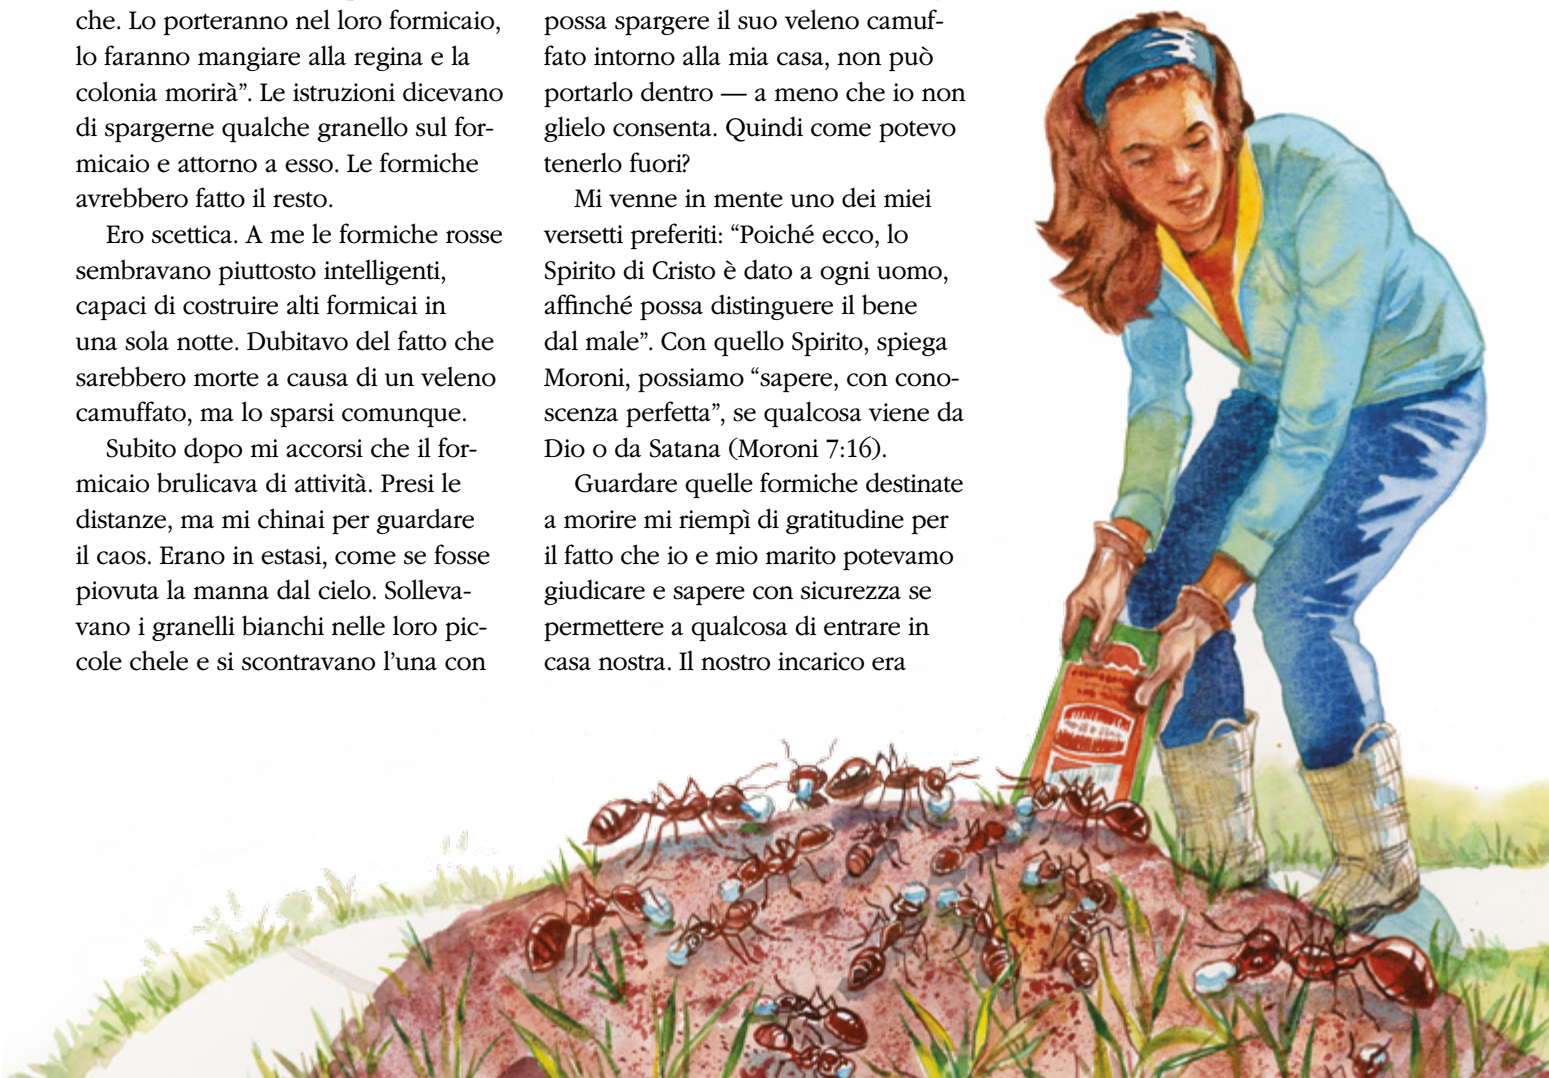 che. Lo porteranno nel loro formicaio,
lo faranno mangiare alla regina e la
colonia morirà”. Le istruzioni dicevano
di spargerne qualche granello sul for-
micaio e attorno a esso. Le formiche
avrebbero fatto il resto.
Ero scettica. A me le formiche rosse
sembravano piuttosto intelligenti,
capaci di costruire alti formicai in
una sola notte. Dubitavo del fatto che
sarebbero morte a causa di un veleno
camuffato, ma lo sparsi comunque.
Subito dopo mi accorsi che il for-
micaio brulicava di attività. Presi le
distanze, ma mi chinai per guardare
il caos. Erano in estasi, come se fosse
piovuta la manna dal cielo. Solleva-
vano i granelli bianchi nelle loro pic-
cole chele e si scontravano l’una con
possa spargere il suo veleno camuf-
fato intorno alla mia casa, non può
portarlo dentro — a meno che io non
glielo consenta. Quindi come potevo
tenerlo fuori?
Mi venne in mente uno dei miei
versetti preferiti: “Poiché ecco, lo
Spirito di Cristo è dato a ogni uomo,
affinché possa distinguere il bene
dal male”. Con quello Spirito, spiega
Moroni, possiamo “sapere, con cono-
scenza perfetta”, se qualcosa viene da
Dio o da Satana (Moroni 7:16).
Guardare quelle formiche destinate
a morire mi riempì di gratitudine per
il fatto che io e mio marito potevamo
giudicare e sapere con sicurezza se
permettere a qualcosa di entrare in
casa nostra. Il nostro incarico era